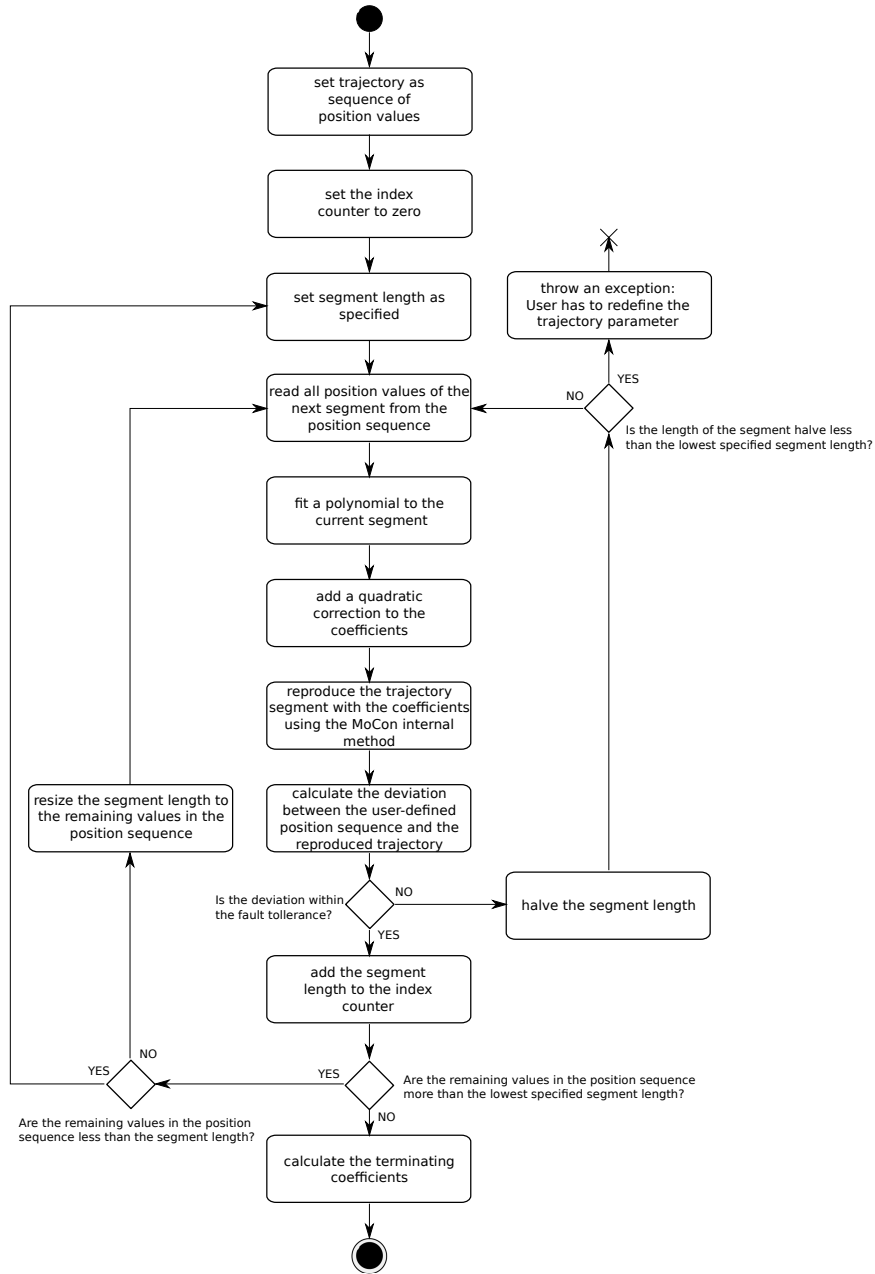 set trajectory as
sequence of
position values
set the index
counter to zero
set segment length as
specified
throw an exception:
User has to redefine the
trajectory parameter
YES
NO
Is the length of the segment halve less
than the lowest specified segment length?
read all position values of the
next segment from the
position sequence
fit a polynomial to the
current segment
add a quadratic
correction to the
coefficients
reproduce the trajectory
segment with the coefficients
using the MoCon internal
method
resize the segment length to
the remaining values in the
position sequence
calculate the deviation
between the user-defined
position sequence and the
reproduced trajectory
Is the deviation within
the fault tollerance?
NO
YES
halve the segment length
add the segment
length to the index
counter
NO
YES
YES
Are the remaining values in the position sequence
more than the lowest specified segment length?
NO
Are the remaining values in the position
sequence less than the segment length?
calculate the terminating
coefficients